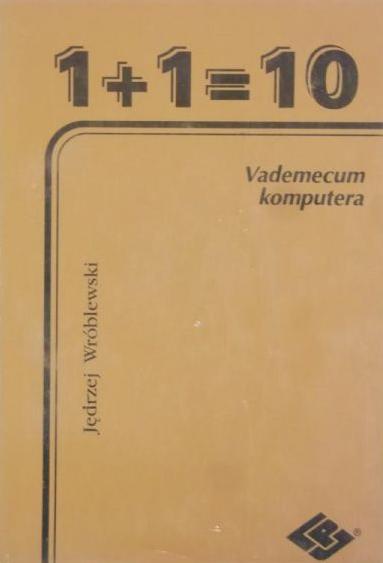 1+1=10
Vademecum
komputera
Jędrzej Wróblewski
®